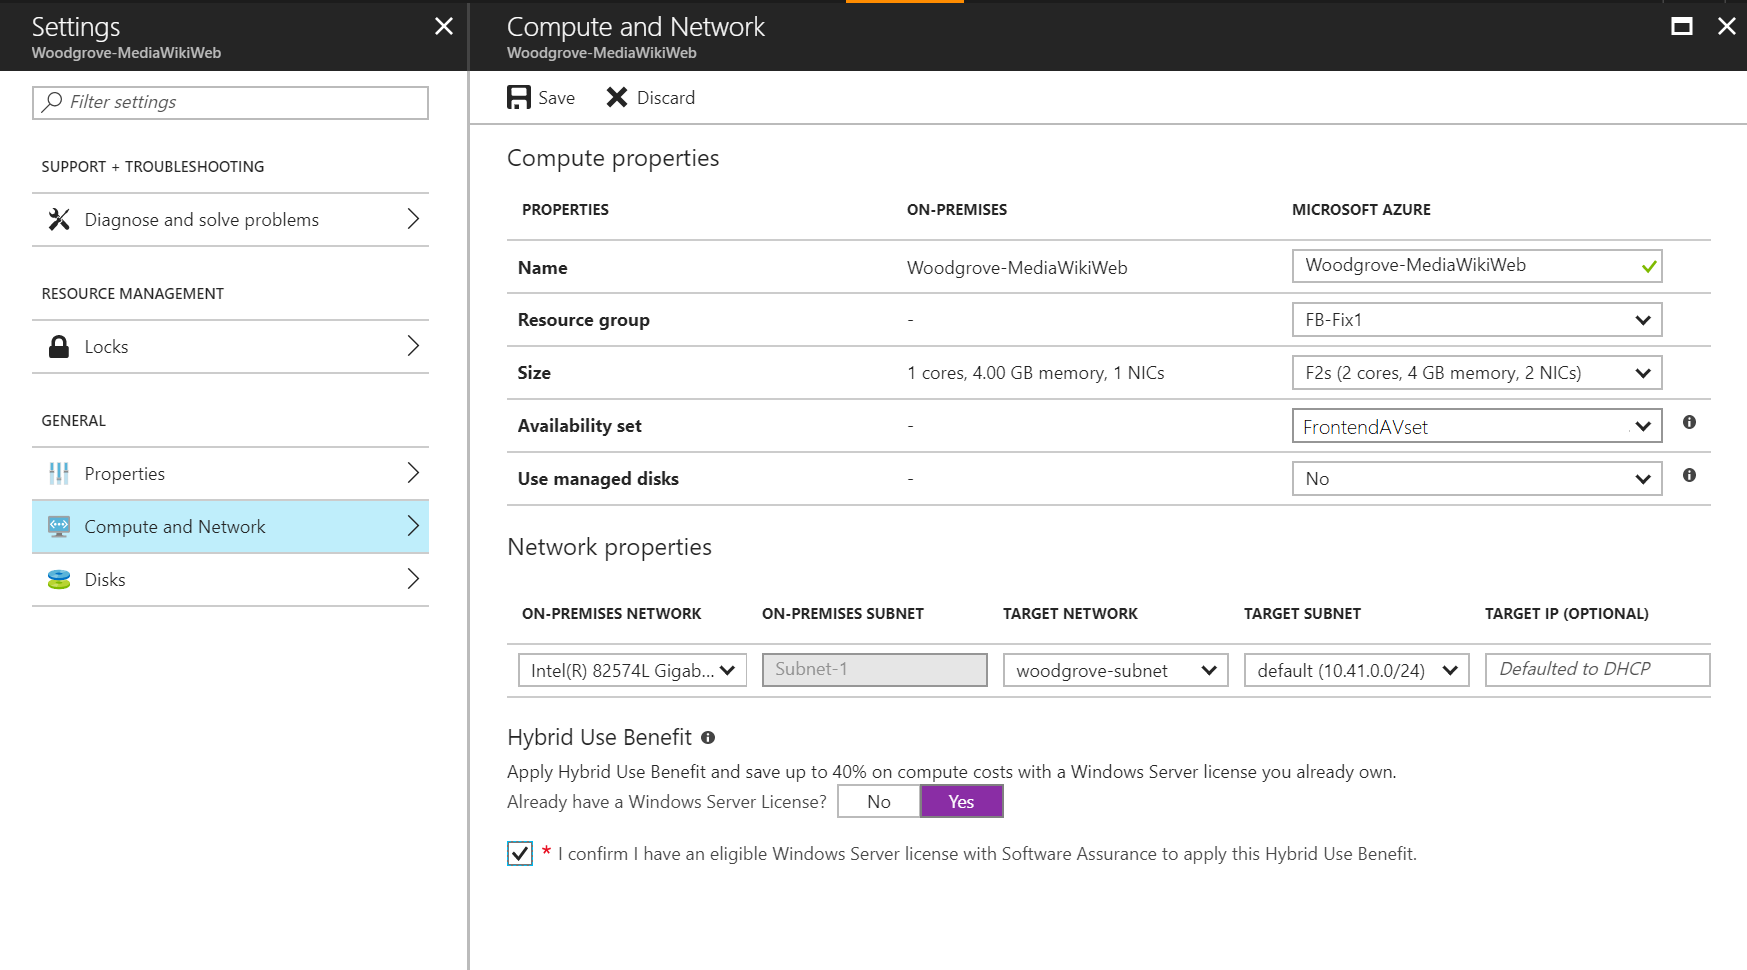 Settings
Woodgrove-MediaWikiWeb
Filter settings
SUPPORT + TROUBLESHOOTING
Diagnose and solve problems
RESOURCE MANAGEMENT
Locks
GENERAL
Properties
Compute and Network
Disks
Compute and Network
Woodgrove-MediaWikiWeb
Save Discard
Compute properties
PROPERTIES ON-PREMISES MICROSOFT AZURE
Name Woodgrove-MediaWikiWeb Woodgrove-MediaWikiWeb
Resource group - FB-Fix1
Size 1 cores, 4.00 GB memory, 1 NICs F2s (2 cores, 4 GB memory, 2 NICs)
Availability set - FrontendAVset
Use managed disks - No
Network properties
ON-PREMISES NETWORK ON-PREMISES SUBNET TARGET NETWORK TARGET SUBNET TARGET IP (OPTIONAL)
Intel(R) 82574L Gigab... Subnet-1 woodgrove-subnet default (10.41.0.0/24) Defaulted to DHCP
Hybrid Use Benefit
Apply Hybrid Use Benefit and save up to 40% on compute costs with a Windows Server license you already own.
Already have a Windows Server License? No Yes
* I confirm I have an eligible Windows Server license with Software Assurance to apply this Hybrid Use Benefit.